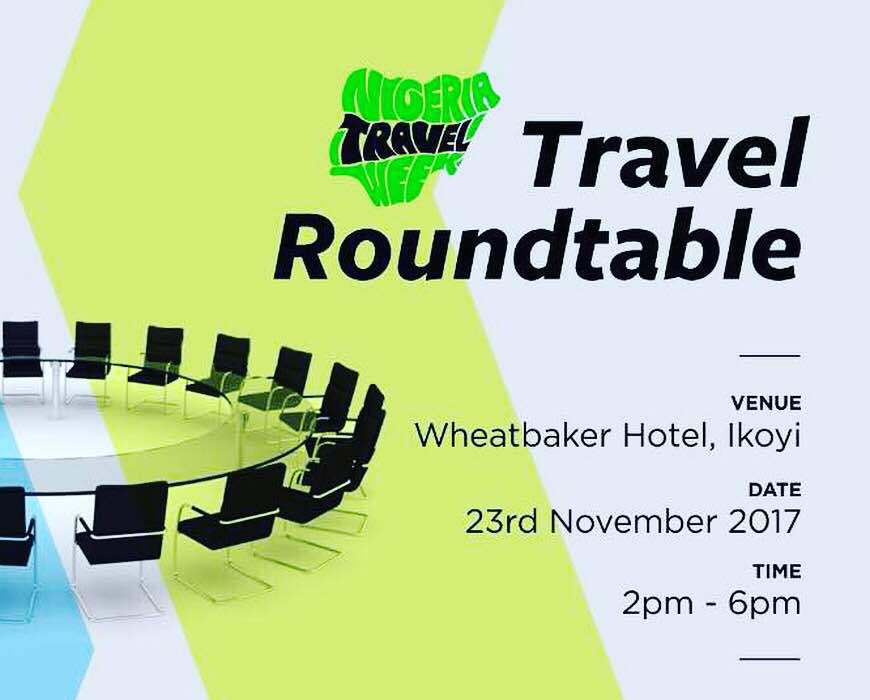 NIGERIA
TRAVEL
WEEK
Travel
Roundtable
VENUE
Wheatbaker Hotel, Ikoyi
DATE
23rd November 2017
TIME
2pm - 6pm